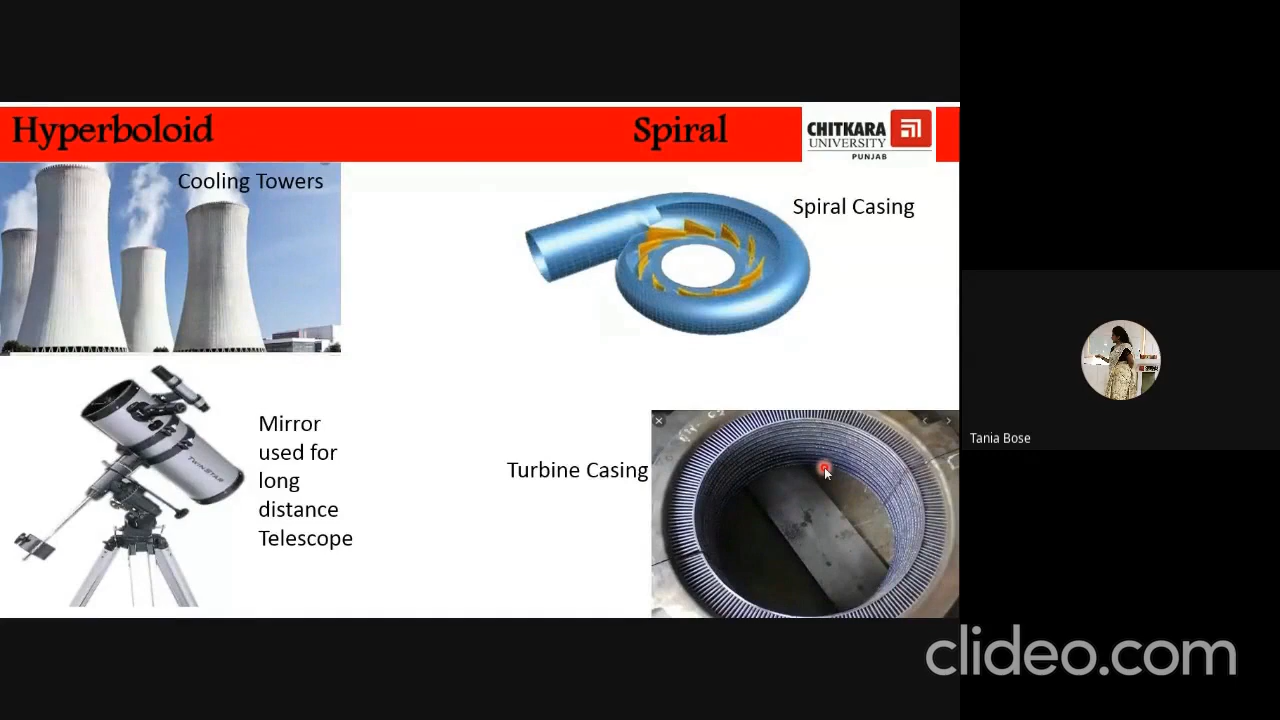 Hyperboloid
Spiral
CHITKARA
UNIVERSITY
PUNJAB
Cooling Towers
Spiral Casing
Mirror
used for
long
distance
Telescope
TWINSTAR
Turbine Casing
Tania Bose
clideo.com